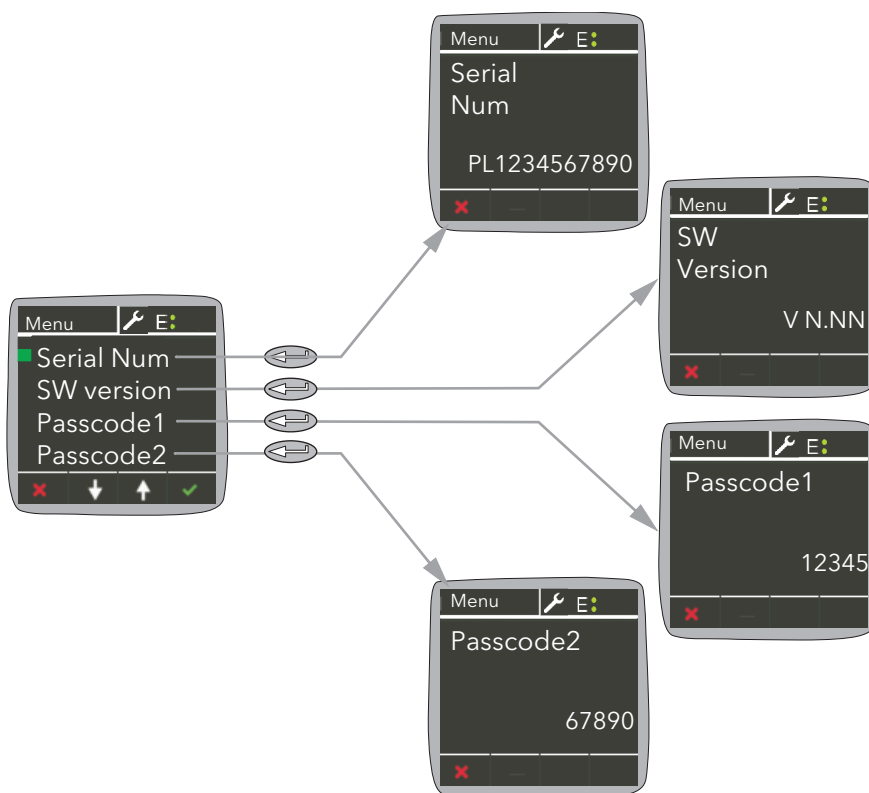 Menu E:
Serial
Num
PL1234567890
Menu E:
SW
Version
V N.NN
Menu E:
Serial Num
SW version
Passcode1
Passcode2
Menu E:
Passcode1
12345
Menu E:
Passcode2
67890